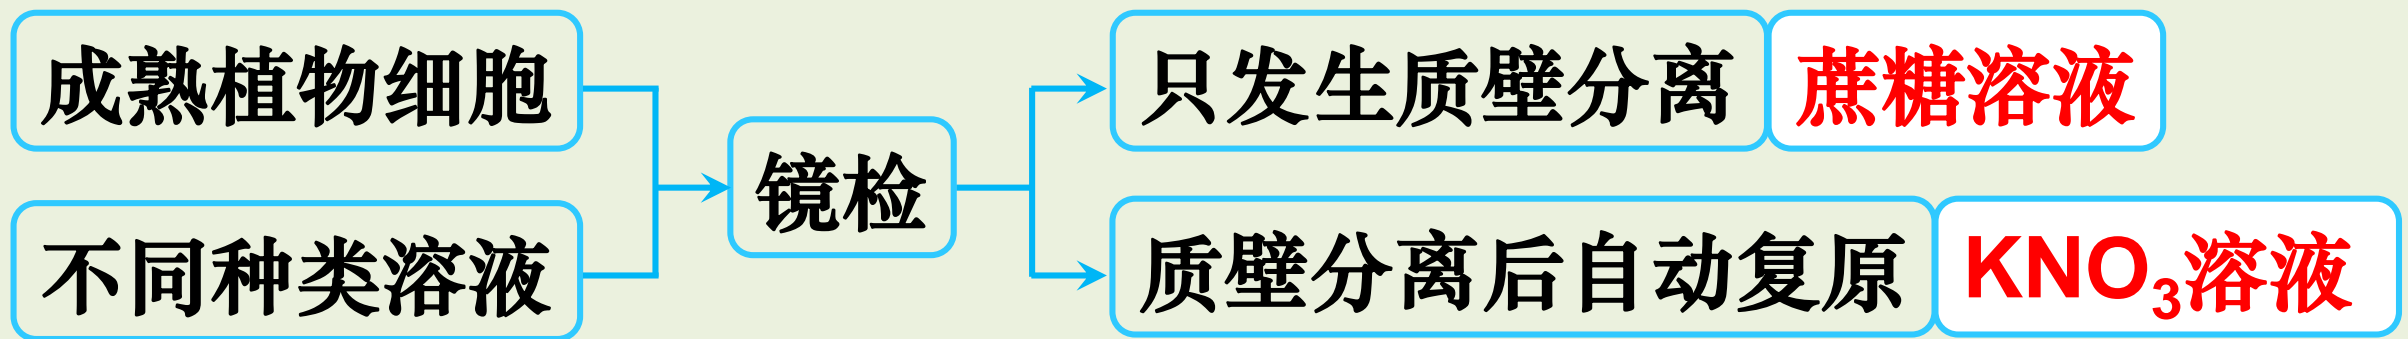 成熟植物细胞
不同种类溶液
镜检
只发生质壁分离
蔗糖溶液
质壁分离后自动复原
KNO₃溶液